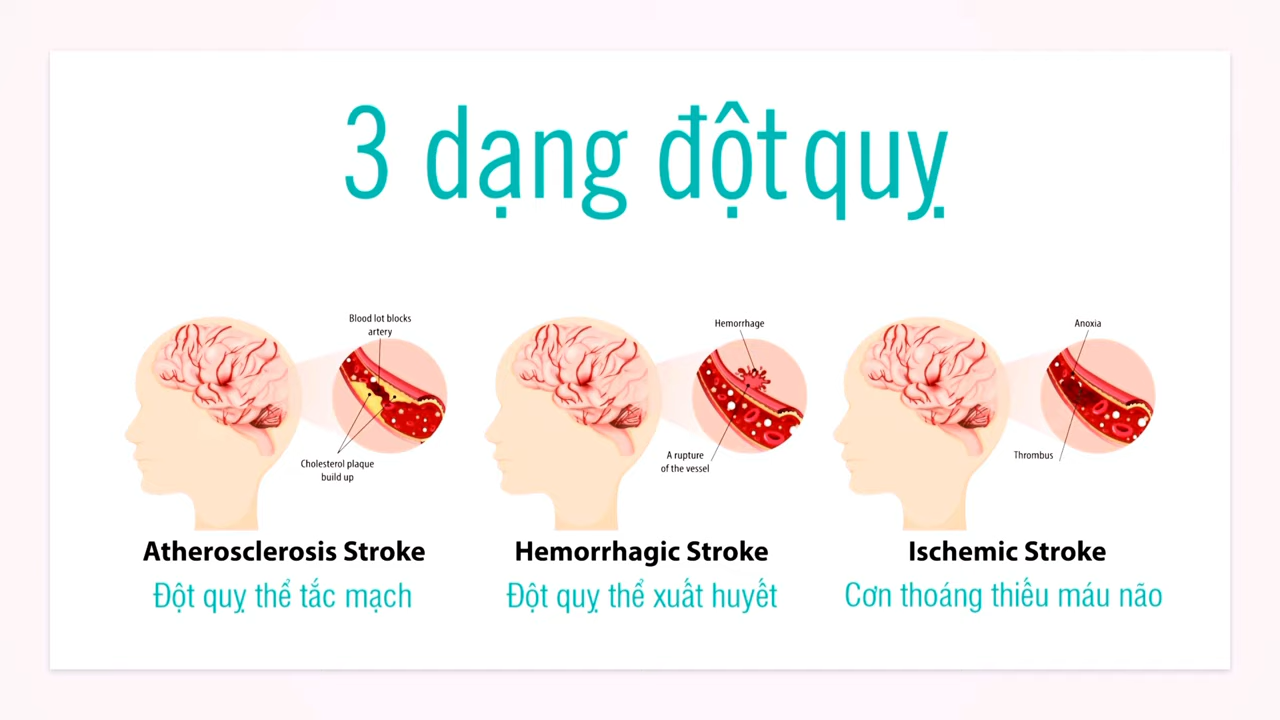 3 dạng đột quỵ
Blood lot blocks
artery
Cholesterol plaque
build up
Atherosclerosis Stroke
Đột quỵ thể tắc mạch
Hemorrhage
A rupture
of the vessel
Hemorrhagic Stroke
Đột quỵ thể xuất huyết
Anoxia
Thrombus
Ischemic Stroke
Cơn thoáng thiếu máu não